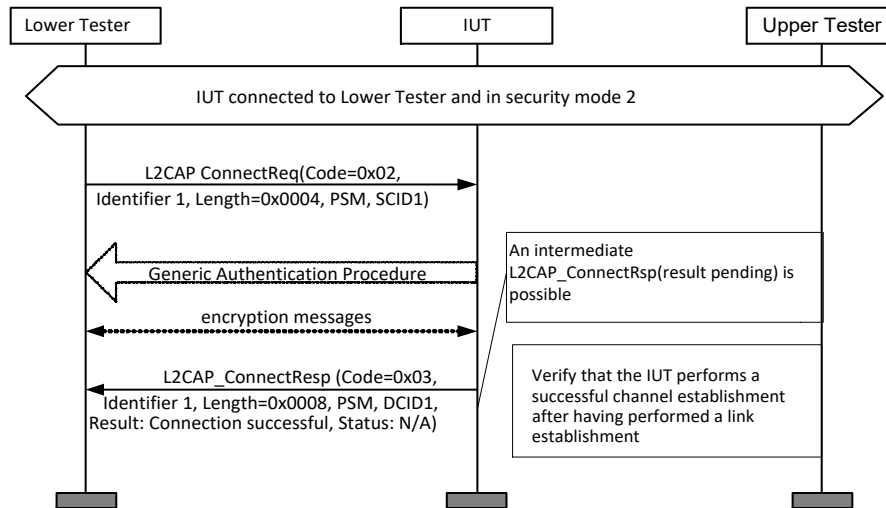 Lower Tester
IUT
Upper Tester
IUT connected to Lower Tester and in security mode 2
L2CAP ConnectReq(Code=0x02,
Identifier 1, Length=0x0004, PSM, SCID1)
An intermediate
L2CAP_ConnectRsp(result pending) is
possible
Generic Authentication Procedure
encryption messages
L2CAP_ConnectResp (Code=0x03,
Identifier 1, Length=0x0008, PSM, DCID1,
Result: Connection successful, Status: N/A)
Verify that the IUT performs a
successful channel establishment
after having performed a link
establishment